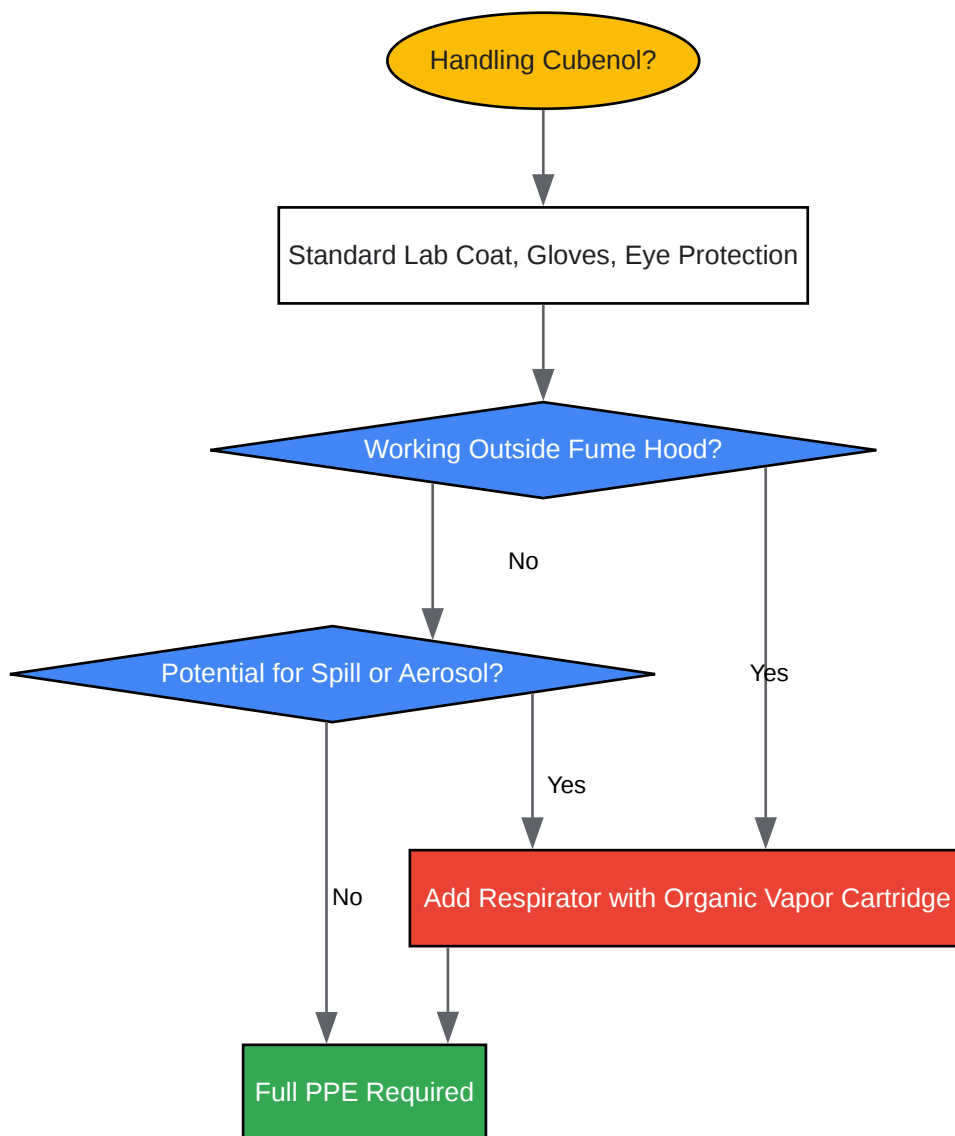 Handling Cubenol?
Standard Lab Coat, Gloves, Eye Protection
Working Outside Fume Hood?
No
Potential for Spill or Aerosol?
Yes
Yes
No
Add Respirator with Organic Vapor Cartridge
Full PPE Required